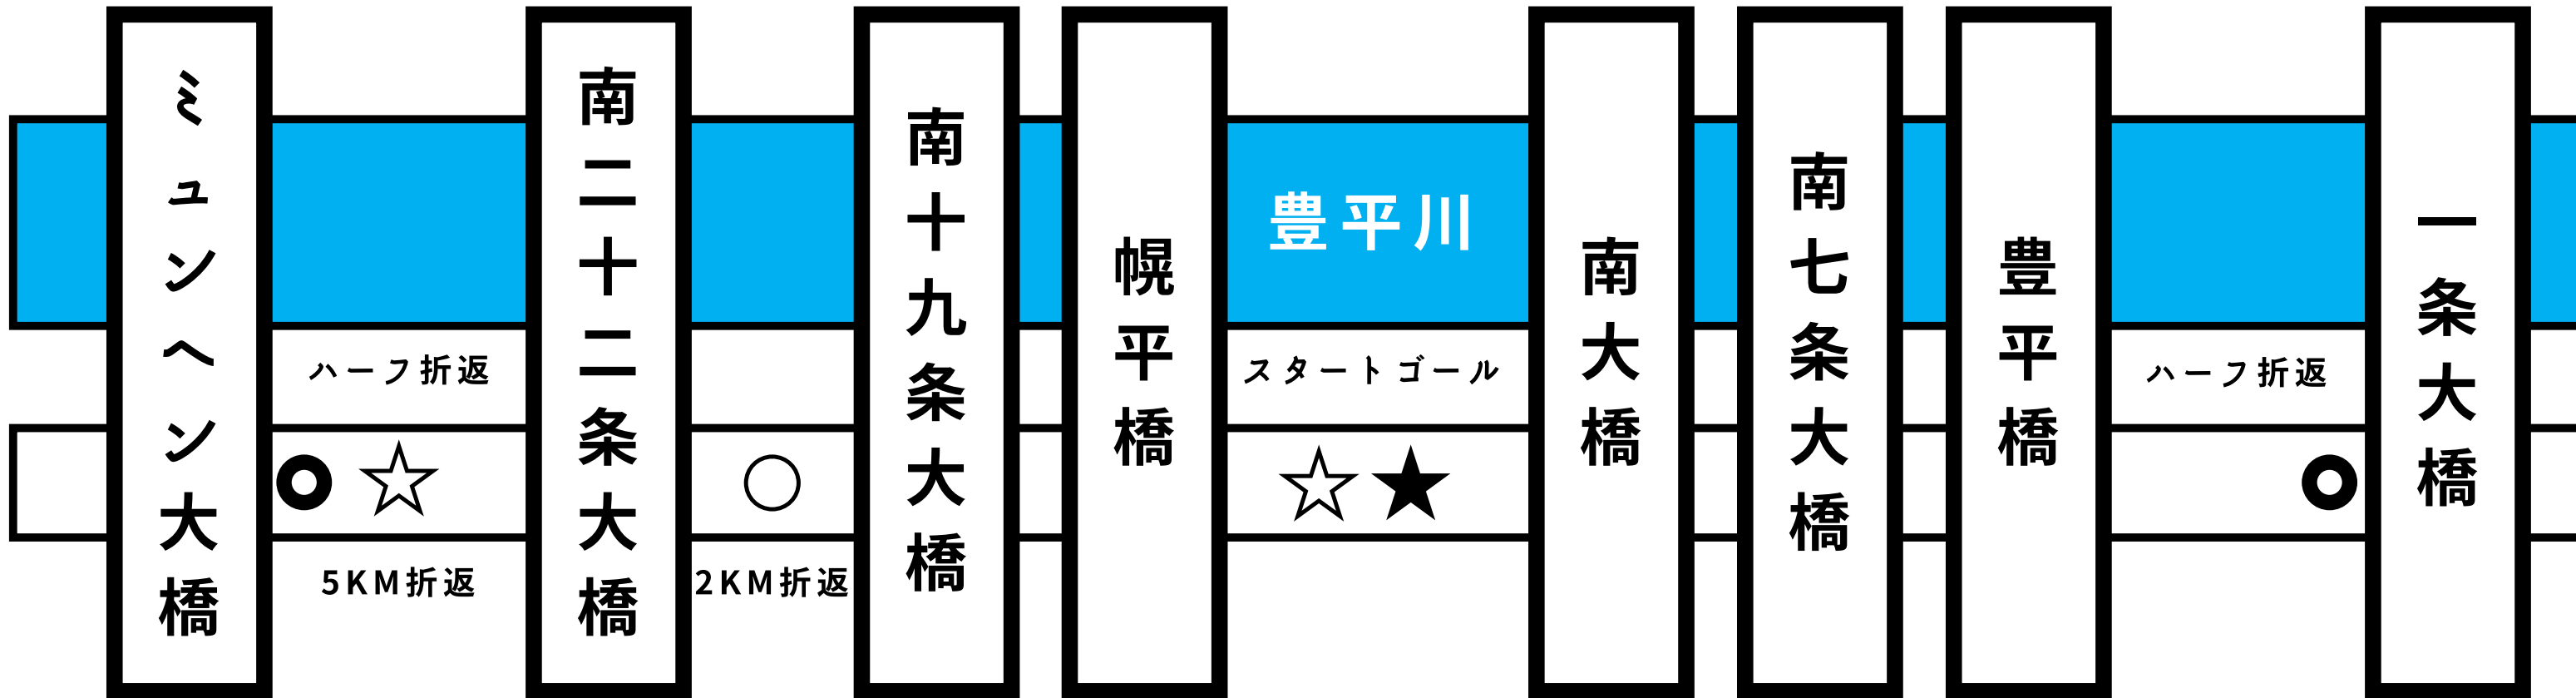 ミュンヘン大橋
ハーフ折返
◎☆
5KM折返
南二十二条大橋
○
2KM折返
南十九条大橋
幌平橋
豊平川
スタートゴール
☆★
南大橋
南七条大橋
豊平橋
ハーフ折返
◎
一条大橋